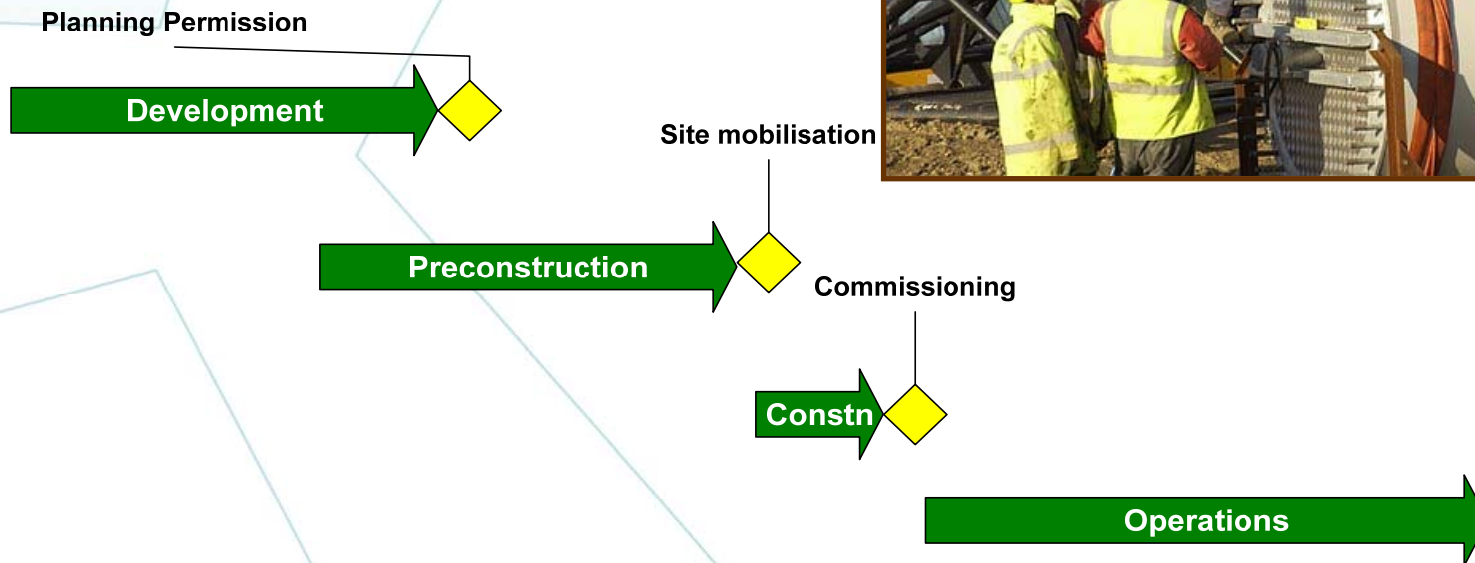 Planning Permission
Development
Site mobilisation
Preconstruction
Commissioning
Constn
Operations